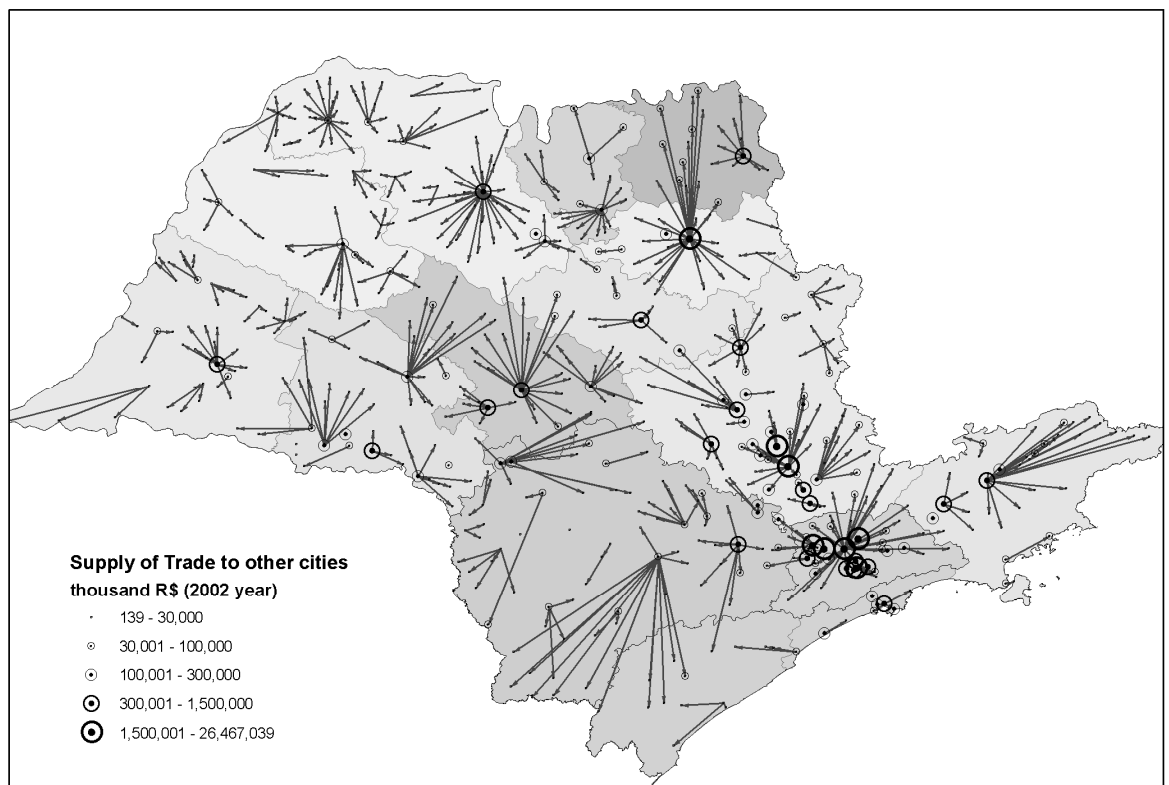 Supply of Trade to other cities
thousand R$ (2002 year)
139 - 30,000
30,001 - 100,000
100,001 - 300,000
300,001 - 1,500,000
1,500,001 - 26,467,039